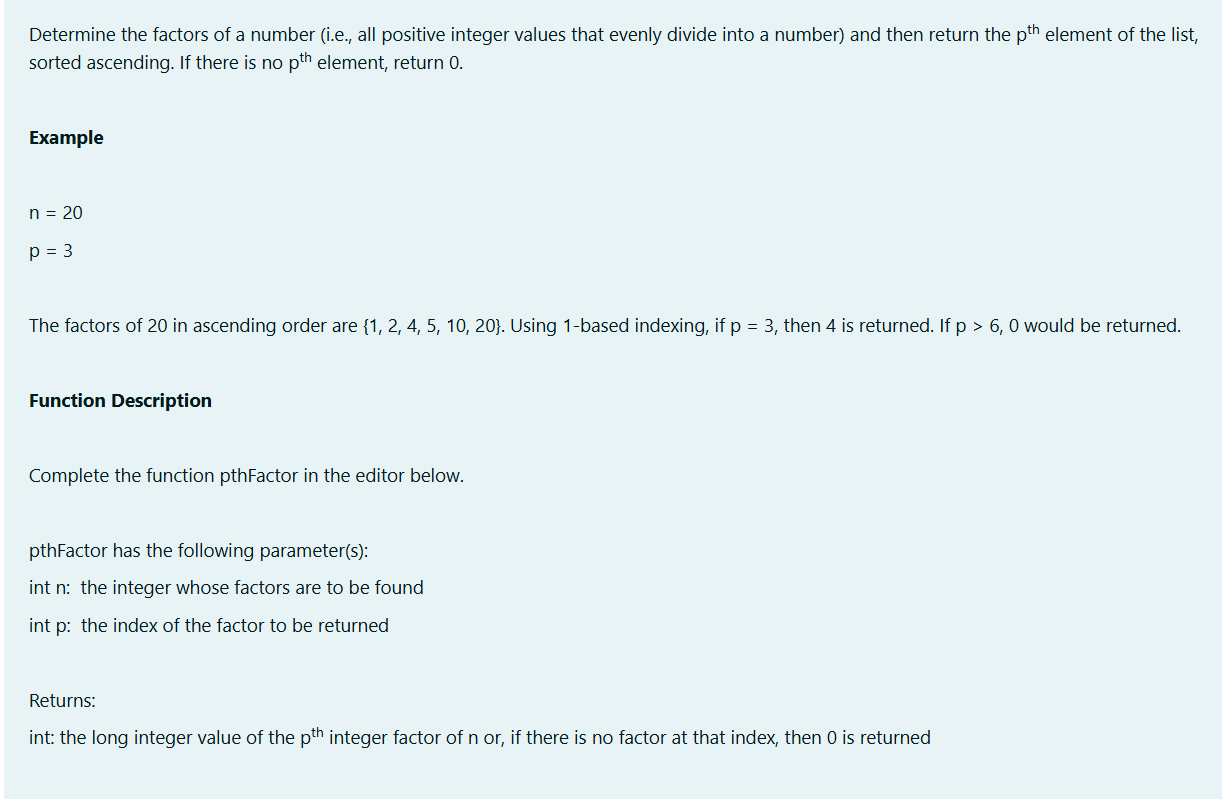 Determine the factors of a number (i.e., all positive integer values that evenly divide into a number) and then return the pth element of the list,
sorted ascending. If there is no pth element, return 0.
Example
n = 20
p = 3
The factors of 20 in ascending order are {1, 2, 4, 5, 10, 20}. Using 1-based indexing, if p = 3, then 4 is returned. If p > 6, 0 would be returned.
Function Description
Complete the function pthFactor in the editor below.
pthFactor has the following parameter(s):
int n:  the integer whose factors are to be found
int p:  the index of the factor to be returned
Returns:
int: the long integer value of the pth integer factor of n or, if there is no factor at that index, then 0 is returned